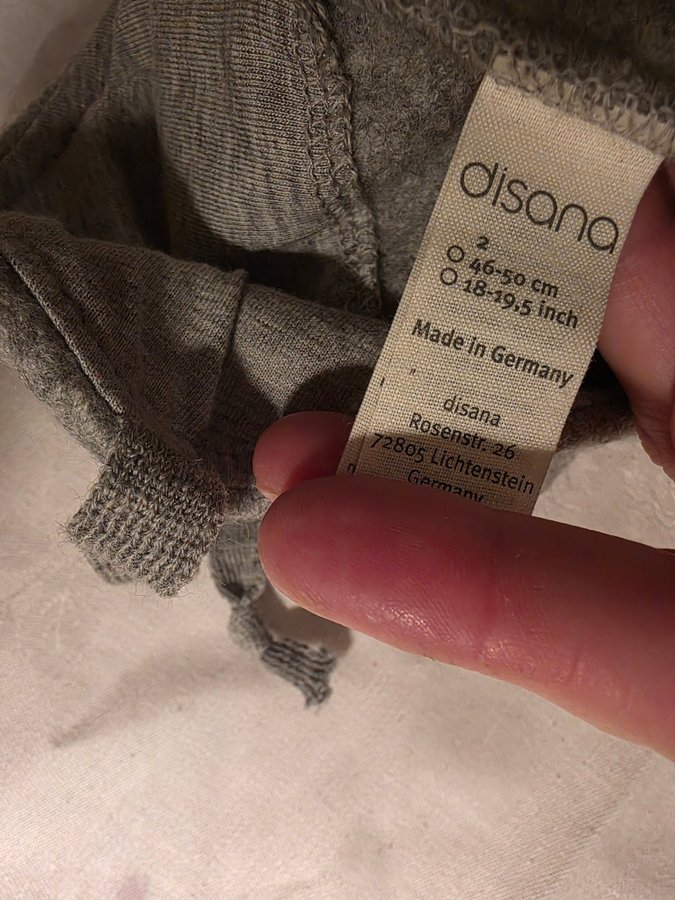 disana
2
46-50 cm
18-19,5 inch
Made in Germany
disana
Rosenstr. 26
72805 Lichtenstein
Germany